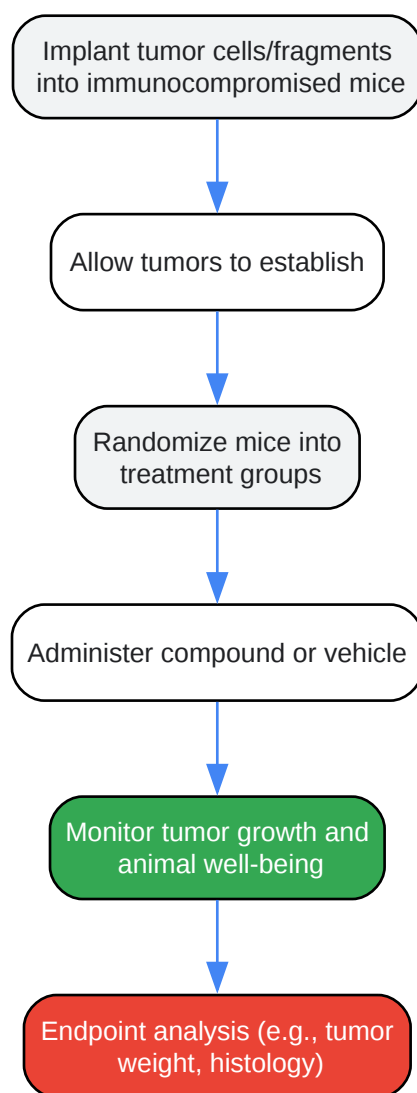 Implant tumor cells/fragments
into immunocompromised mice
Allow tumors to establish
Randomize mice into
treatment groups
Administer compound or vehicle
Monitor tumor growth and
animal well-being
Endpoint analysis (e.g., tumor
weight, histology)